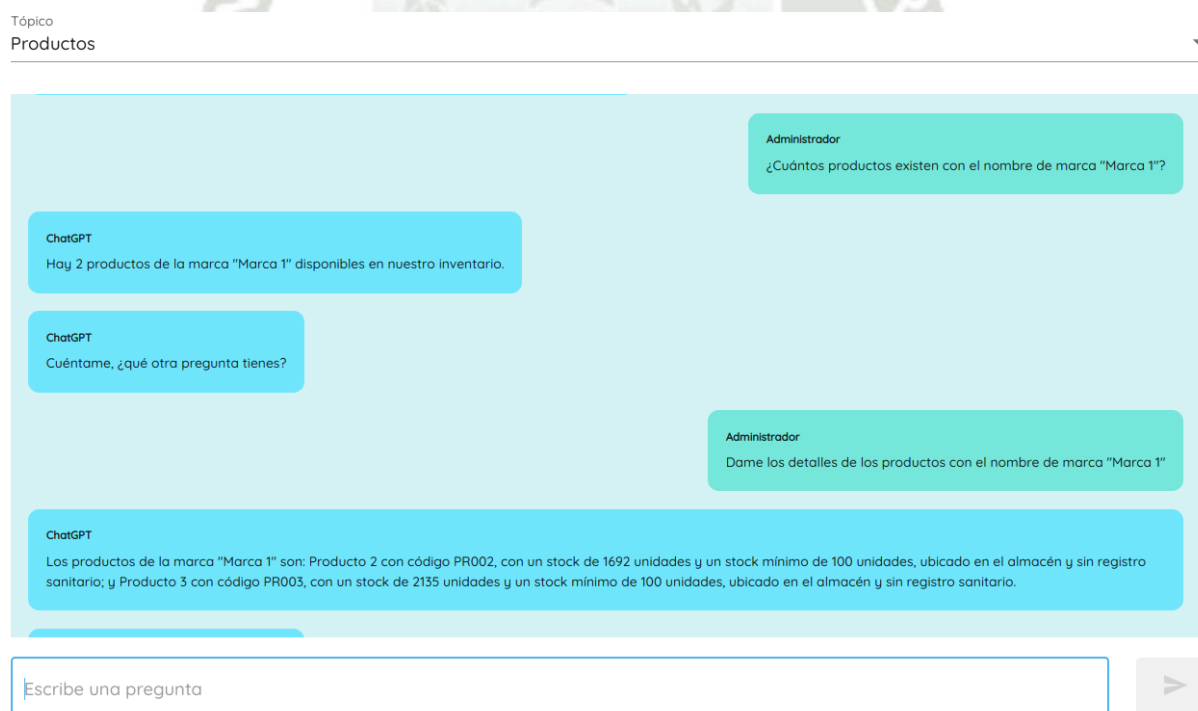 Tópico
Productos
Administrador
¿Cuántos productos existen con el nombre de marca "Marca 1"?
ChatGPT
Hay 2 productos de la marca "Marca 1" disponibles en nuestro inventario.
ChatGPT
Cuéntame, ¿qué otra pregunta tienes?
Administrador
Dame los detalles de los productos con el nombre de marca "Marca 1"
ChatGPT
Los productos de la marca "Marca 1" son: Producto 2 con código PR002, con un stock de 1692 unidades y un stock mínimo de 100 unidades, ubicado en el almacén y sin registro
sanitario; y Producto 3 con código PR003, con un stock de 2135 unidades y un stock mínimo de 100 unidades, ubicado en el almacén y sin registro sanitario.
Escribe una pregunta